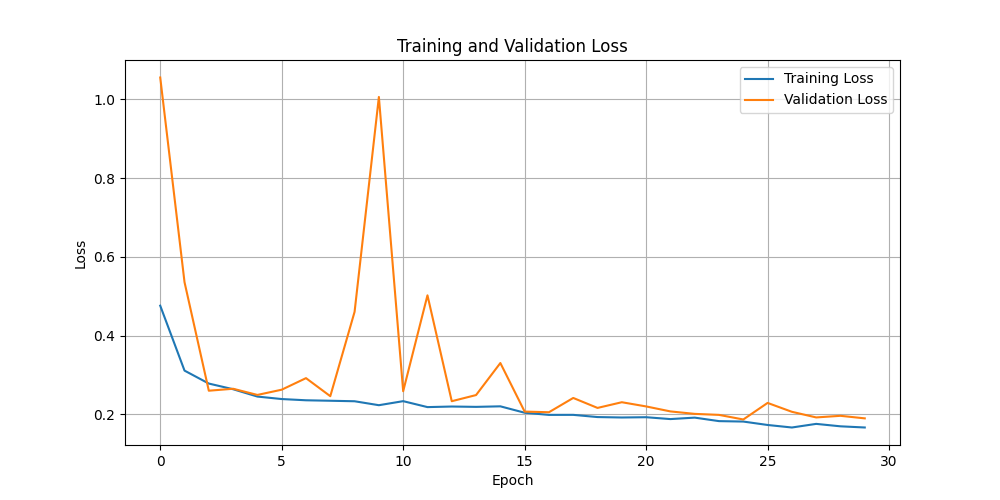 Training and Validation Loss
Training Loss
Validation Loss
1.0
0.8
0.6
0.4
0.2
Loss
0 5 10 15 20 25 30
Epoch